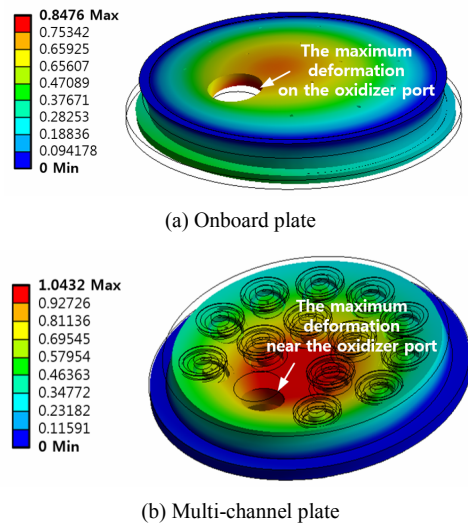 0.8476 Max
0.75342
0.65925
0.65607
0.47089
0.37671
0.28253
0.18836
0.094178
0 Min
The maximum
deformation
on the oxidizer port
(a) Onboard plate
1.0432 Max
0.92726
0.81136
0.69545
0.57954
0.46363
0.34772
0.23182
0.11591
0 Min
The maximum
deformation
near the oxidizer port
(b) Multi-channel plate